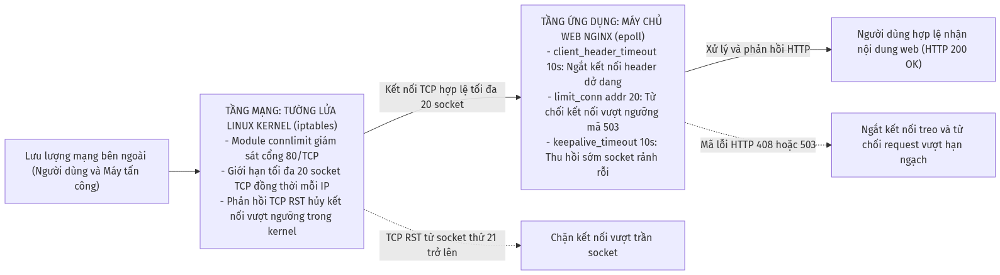 Lưu lượng mạng bên ngoài
(Người dùng và Máy tấn
công)
TẦNG MẠNG: TƯỜNG LỬA
LINUX KERNEL (iptables)
- Module connlimit giám
sát cổng 80/TCP
- Giới hạn tối đa 20 socket
TCP đồng thời mỗi IP
- Phản hồi TCP RST hủy kết
nối vượt ngưỡng trong
kernel
Kết nối TCP hợp lệ tối đa
20 socket
TCP RST từ socket thứ 21
trở lên
TẦNG ỨNG DỤNG: MÁY CHỦ
WEB NGINX (epoll)
- client_header_timeout
10s: Ngắt kết nối header
dở dang
- limit_conn addr 20: Từ
chối kết nối vượt ngưỡng
mã 503
- keepalive_timeout 10s:
Thu hồi sớm socket rảnh
rỗi
Chặn kết nối vượt trần
socket
Xử lý và phản hồi HTTP
Mã lỗi HTTP 408 hoặc 503
Người dùng hợp lệ nhận
nội dung web (HTTP 200
OK)
Ngắt kết nối treo và từ
chối request vượt hạn
ngạch